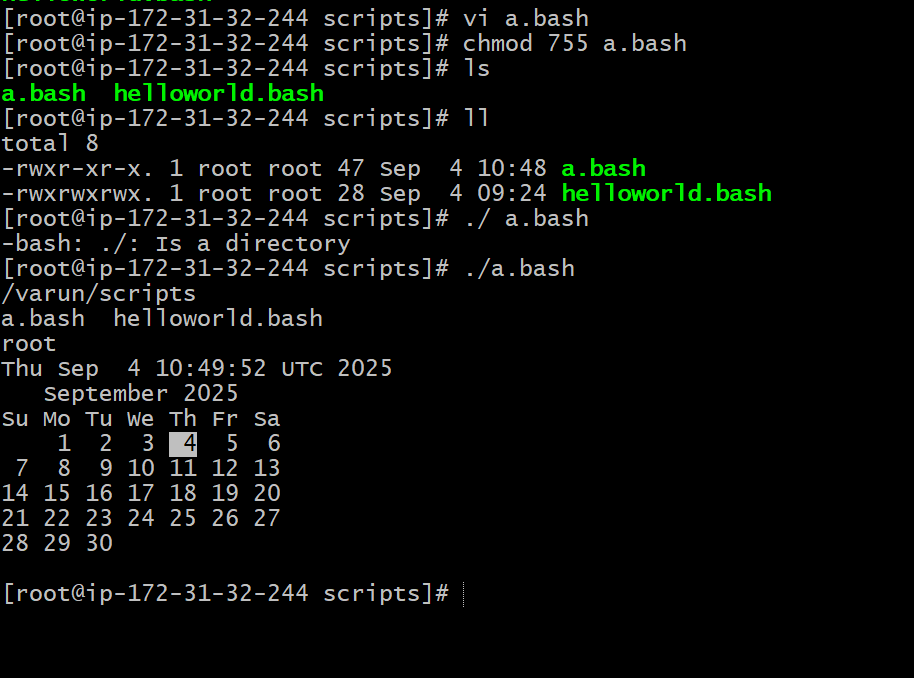 [root@ip-172-31-32-244 scripts]# vi a.bash
[root@ip-172-31-32-244 scripts]# chmod 755 a.bash
[root@ip-172-31-32-244 scripts]# ls
a.bash  helloworld.bash
[root@ip-172-31-32-244 scripts]# ll
total 8
-rwxr-xr-x. 1 root root 47 Sep  4 10:48 a.bash
-rwxrwxrwx. 1 root root 28 Sep  4 09:24 helloworld.bash
[root@ip-172-31-32-244 scripts]# ./ a.bash
-bash: ./: Is a directory
[root@ip-172-31-32-244 scripts]# ./a.bash
/varun/scripts
a.bash  helloworld.bash
root
Thu Sep  4 10:49:52 UTC 2025
   September 2025
Su Mo Tu We Th Fr Sa
    1  2  3  4  5  6
 7  8  9 10 11 12 13
14 15 16 17 18 19 20
21 22 23 24 25 26 27
28 29 30
[root@ip-172-31-32-244 scripts]#